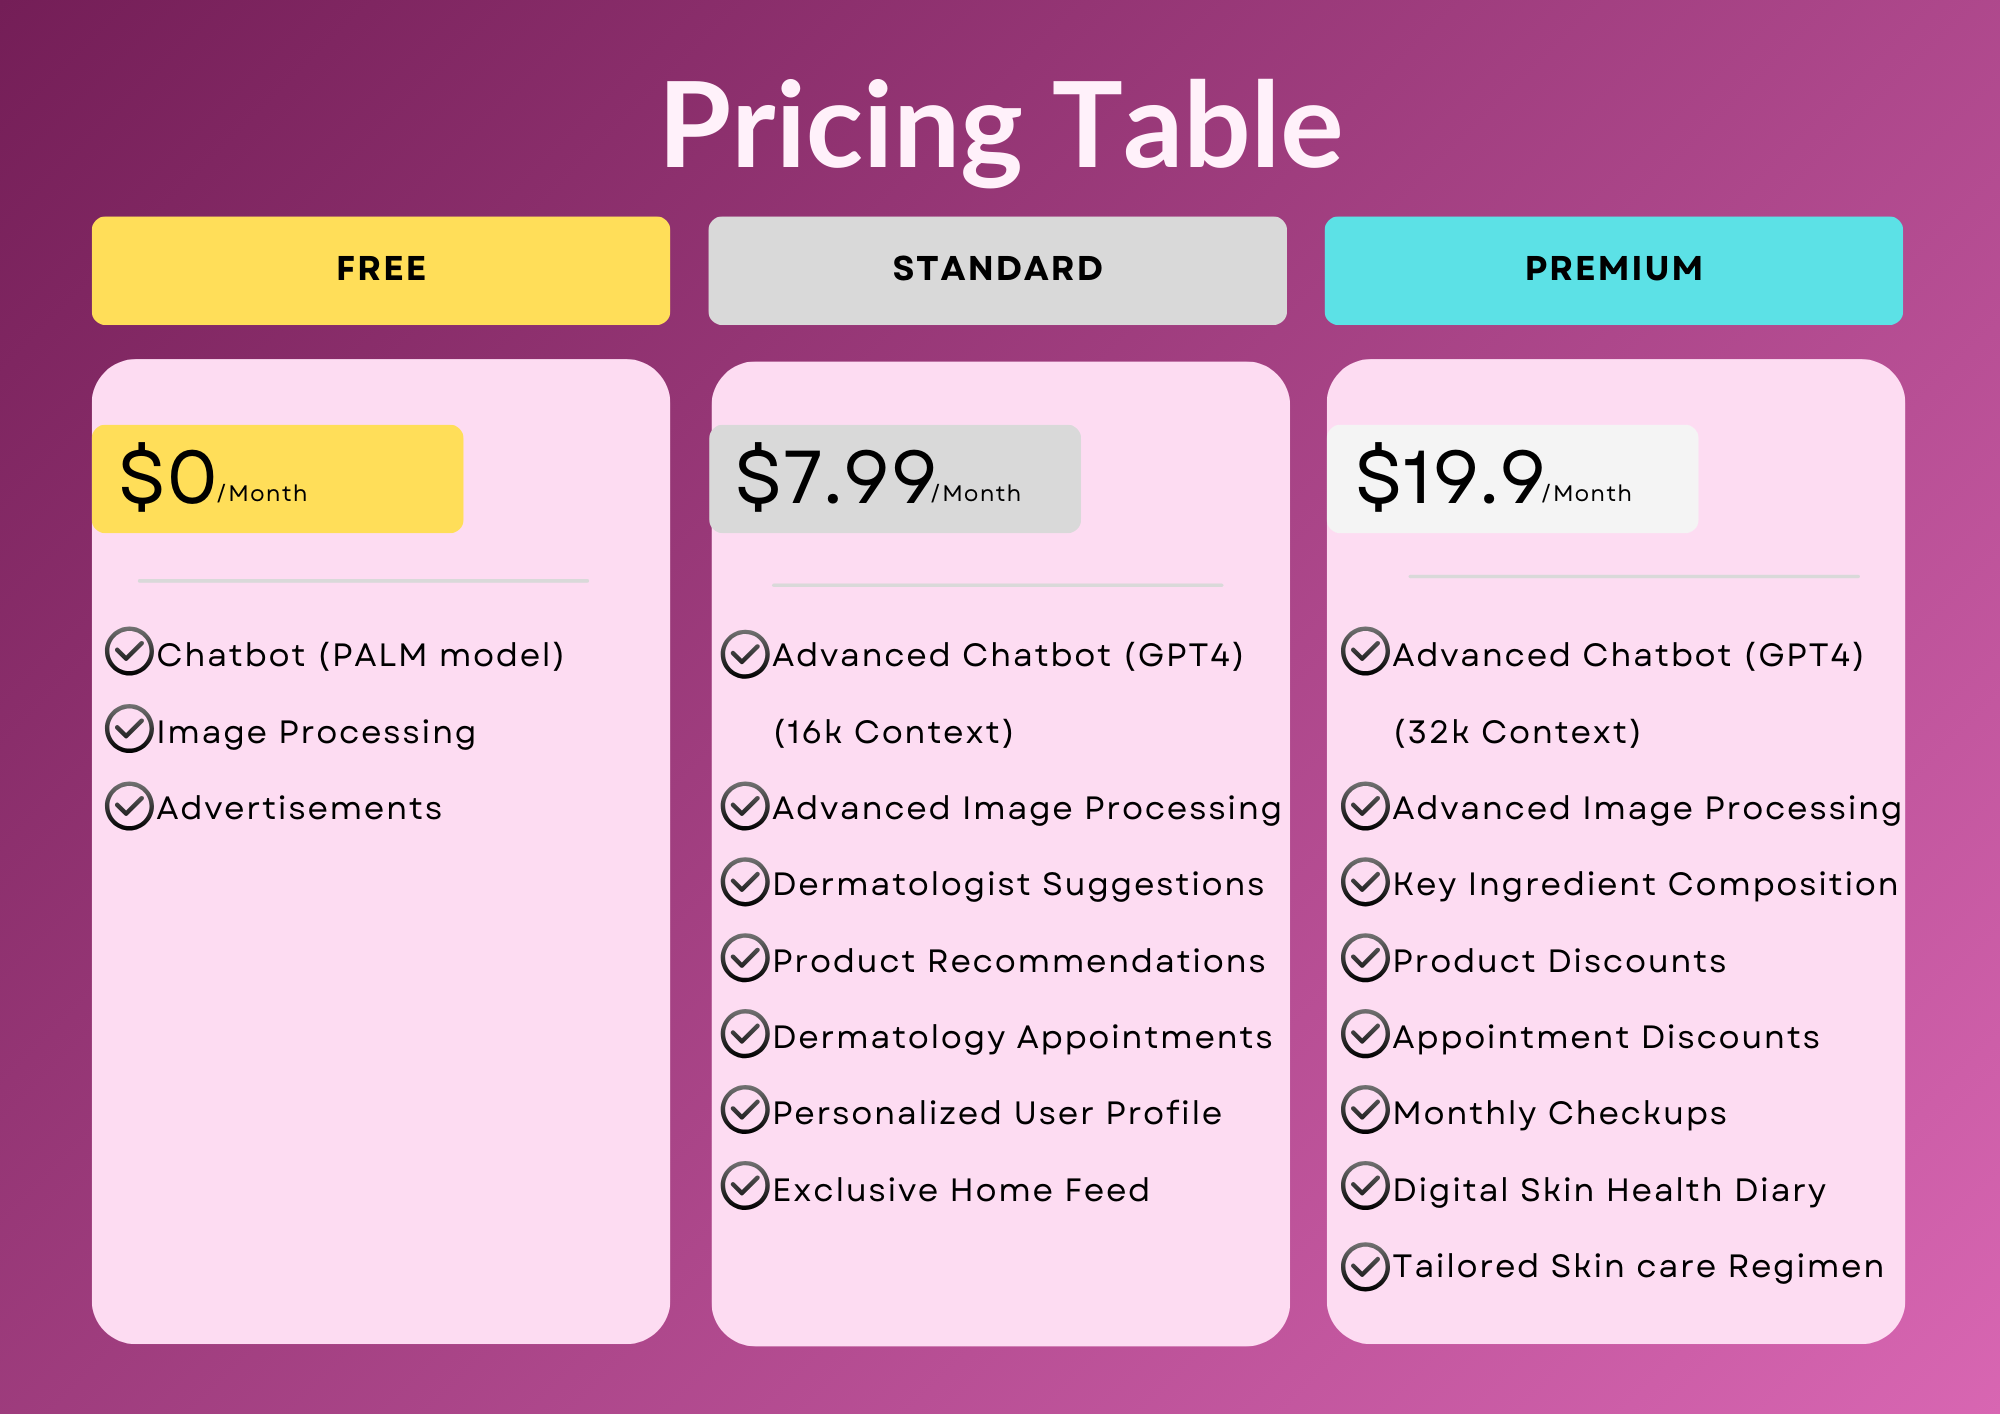 Pricing Table
FREE
$0/Month
Chatbot (PALM model)
Image Processing
Advertisements
STANDARD
$7.99/Month
Advanced Chatbot (GPT4)
(16k Context)
Advanced Image Processing
Dermatologist Suggestions
Product Recommendations
Dermatology Appointments
Personalized User Profile
Exclusive Home Feed
PREMIUM
$19.9/Month
Advanced Chatbot (GPT4)
(32k Context)
Advanced Image Processing
Key Ingredient Composition
Product Discounts
Appointment Discounts
Monthly Checkups
Digital Skin Health Diary
Tailored Skin care Regimen